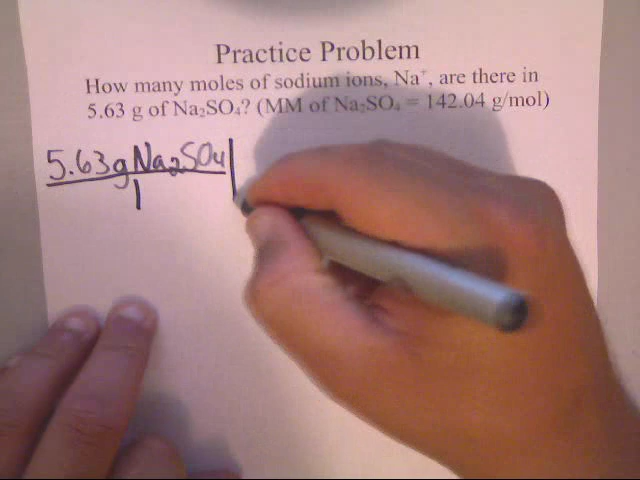 Practice Problem
How many moles of sodium ions, Na⁺, are there in
5.63 g of Na₂SO₄? (MM of Na₂SO₄ = 142.04 g/mol)
5.63g Na₂SO₄
1